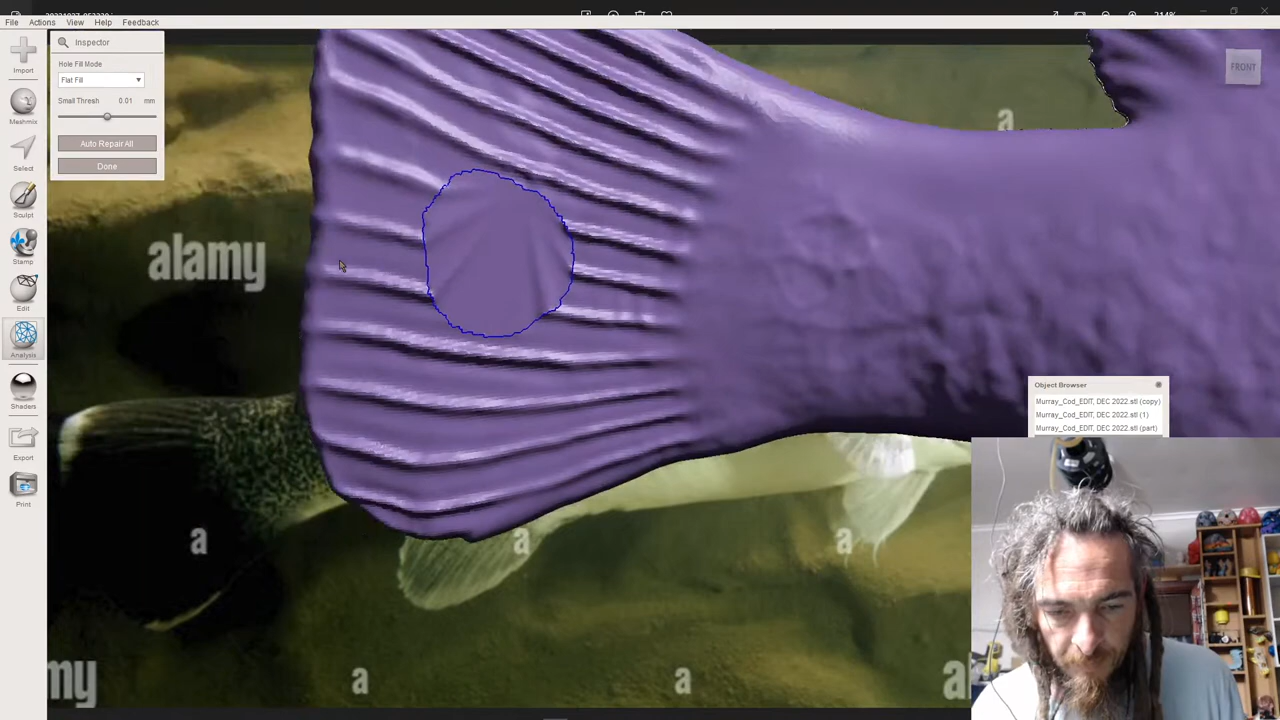 File Actions View Help Feedback
Import
Meshmix
Select
Sculpt
Stamp
Edit
Analysis
Shaders
Export
Print
Inspector
Hole Fill Mode
Flat Fill
Small Thresh 0.01 mm
Auto Repair All
Done
FRONT
a
alamy
a
a
a
a
a
Object Browser
Murray_Cod_EDIT, DEC 2022.stl (copy)
Murray_Cod_EDIT, DEC 2022.stl (1)
Murray_Cod_EDIT, DEC 2022.stl (part)